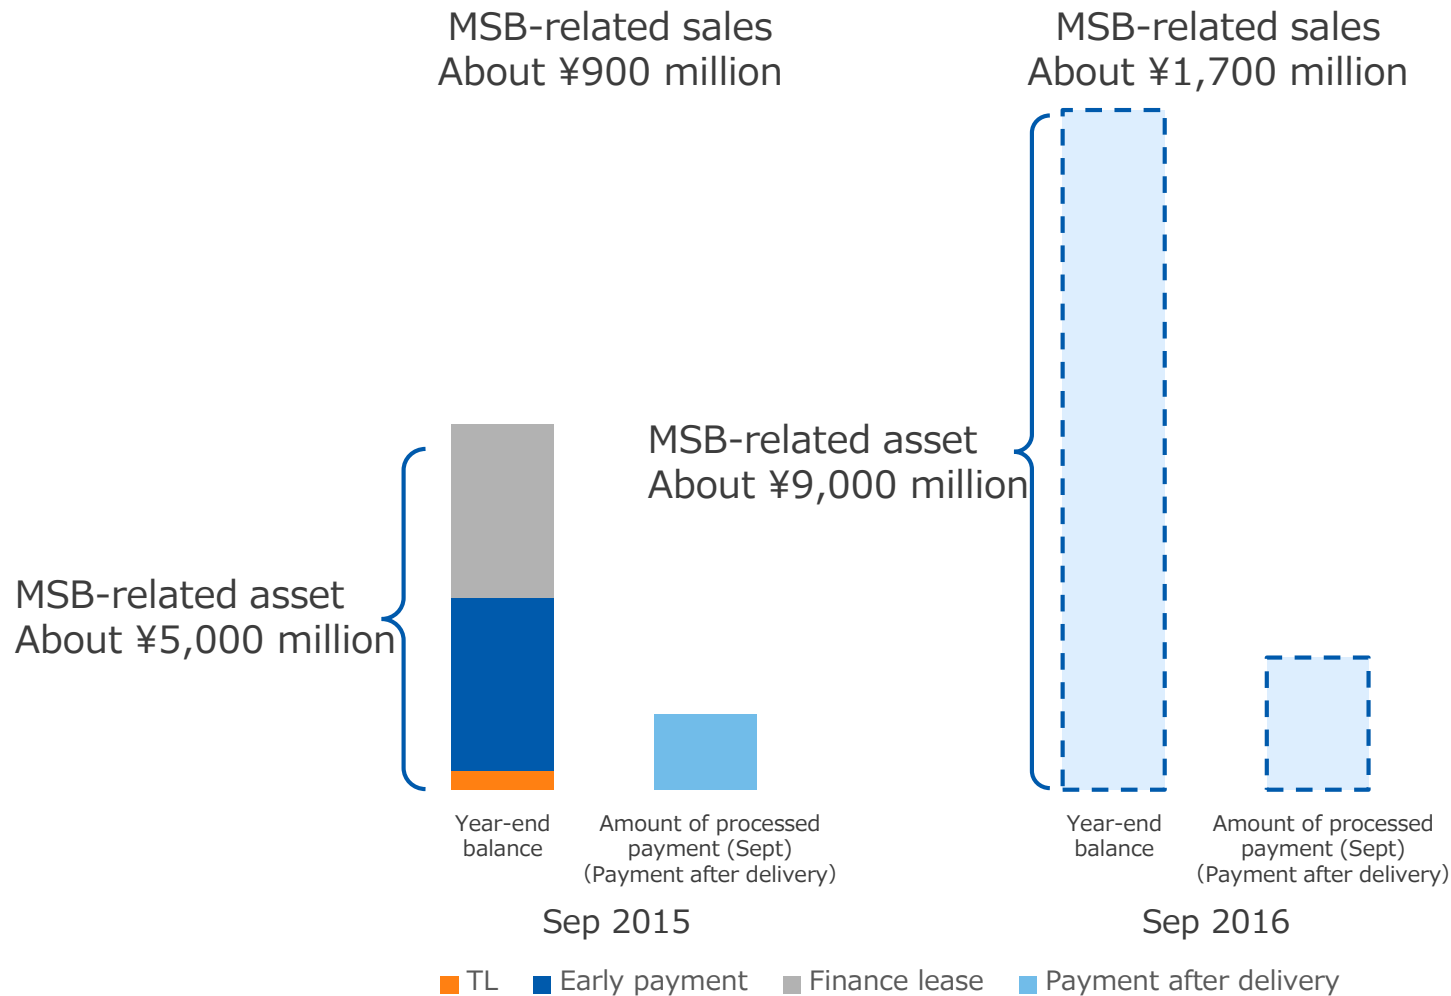 MSB-related sales
About ¥900 million
MSB-related sales
About ¥1,700 million
MSB-related asset
About ¥9,000 million
MSB-related asset
About ¥5,000 million
Year-end
balance
Amount of processed
payment (Sept)
（Payment after delivery）
Year-end
balance
Amount of processed
payment (Sept)
（Payment after delivery）
Sep 2015
Sep 2016
TL
Early payment
Finance lease
Payment after delivery